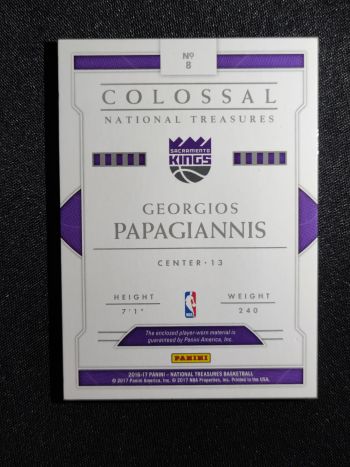 Nº
8
COLOSSAL
NATIONAL TREASURES
SACRAMENTO
KINGS
GEORGIOS
PAPAGIANNIS
CENTER • 13
HEIGHT
7'1"
WEIGHT
240
NBA
The enclosed player-worn material is
guaranteed by Panini America, Inc.
PANINI
2016-17 PANINI - NATIONAL TREASURES BASKETBALL
© 2017 Panini America, Inc. © 2017 NBA Properties, Inc. Printed in the USA.